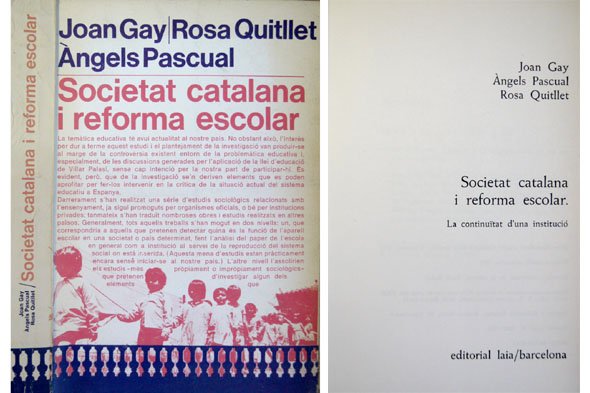 Joan Gay
Àngels Pascual
Rosa Quitllet
/Societat catalana i reforma escolar
Joan Gay/Rosa Quitllet
Àngels Pascual
Societat catalana
i reforma escolar
La temàtica educativa té avui actualitat al nostre país. No obstant això, l'interès
per dur a terme aquest estudi i el plantejament de la investigació van produir-se
al marge de la controvèrsia existent entorn de la problemàtica educativa i,
especialment, de les discussions generades per l'aplicació de la llei d'educació
de Villar Palasí, sense cap intenció per la nostra part de participar-hi. És
evident, però, que de la investigació se'n deriven elements que es poden
aprofitar per fer-los intervenir en la crítica de la situació actual del sistema
educatiu a Espanya.
Darrerament s'han realitzat una sèrie d'estudis sociològics relacionats amb
l'ensenyament, ja sigui promoguts per organismes oficials, o bé per institucions
privades; tanmateix s'han traduït nombroses obres i estudis realitzats en altres
països. Generalment, tots aquells treballs s'han mogut en dos nivells: un, que
correspondria a aquells que pretenen detectar quina és la funció de l'aparell
escolar en una societat o país determinat, fent l'anàlisi del paper de l'escola
en general com a institució al servei de la reproducció del sistema
social on està inserida. (Aquesta mena d'estudis estan pràcticament
encara sense iniciar-se al nostre país.) L'altre nivell l'assoleixen
els estudis -més pròpiament o impròpiament sociològics-
que pretenen d'investigar algun dels
elements que
Joan Gay
Àngels Pascual
Rosa Quitllet
Societat catalana
i reforma escolar.
La continuïtat d'una institució
editorial laia/barcelona